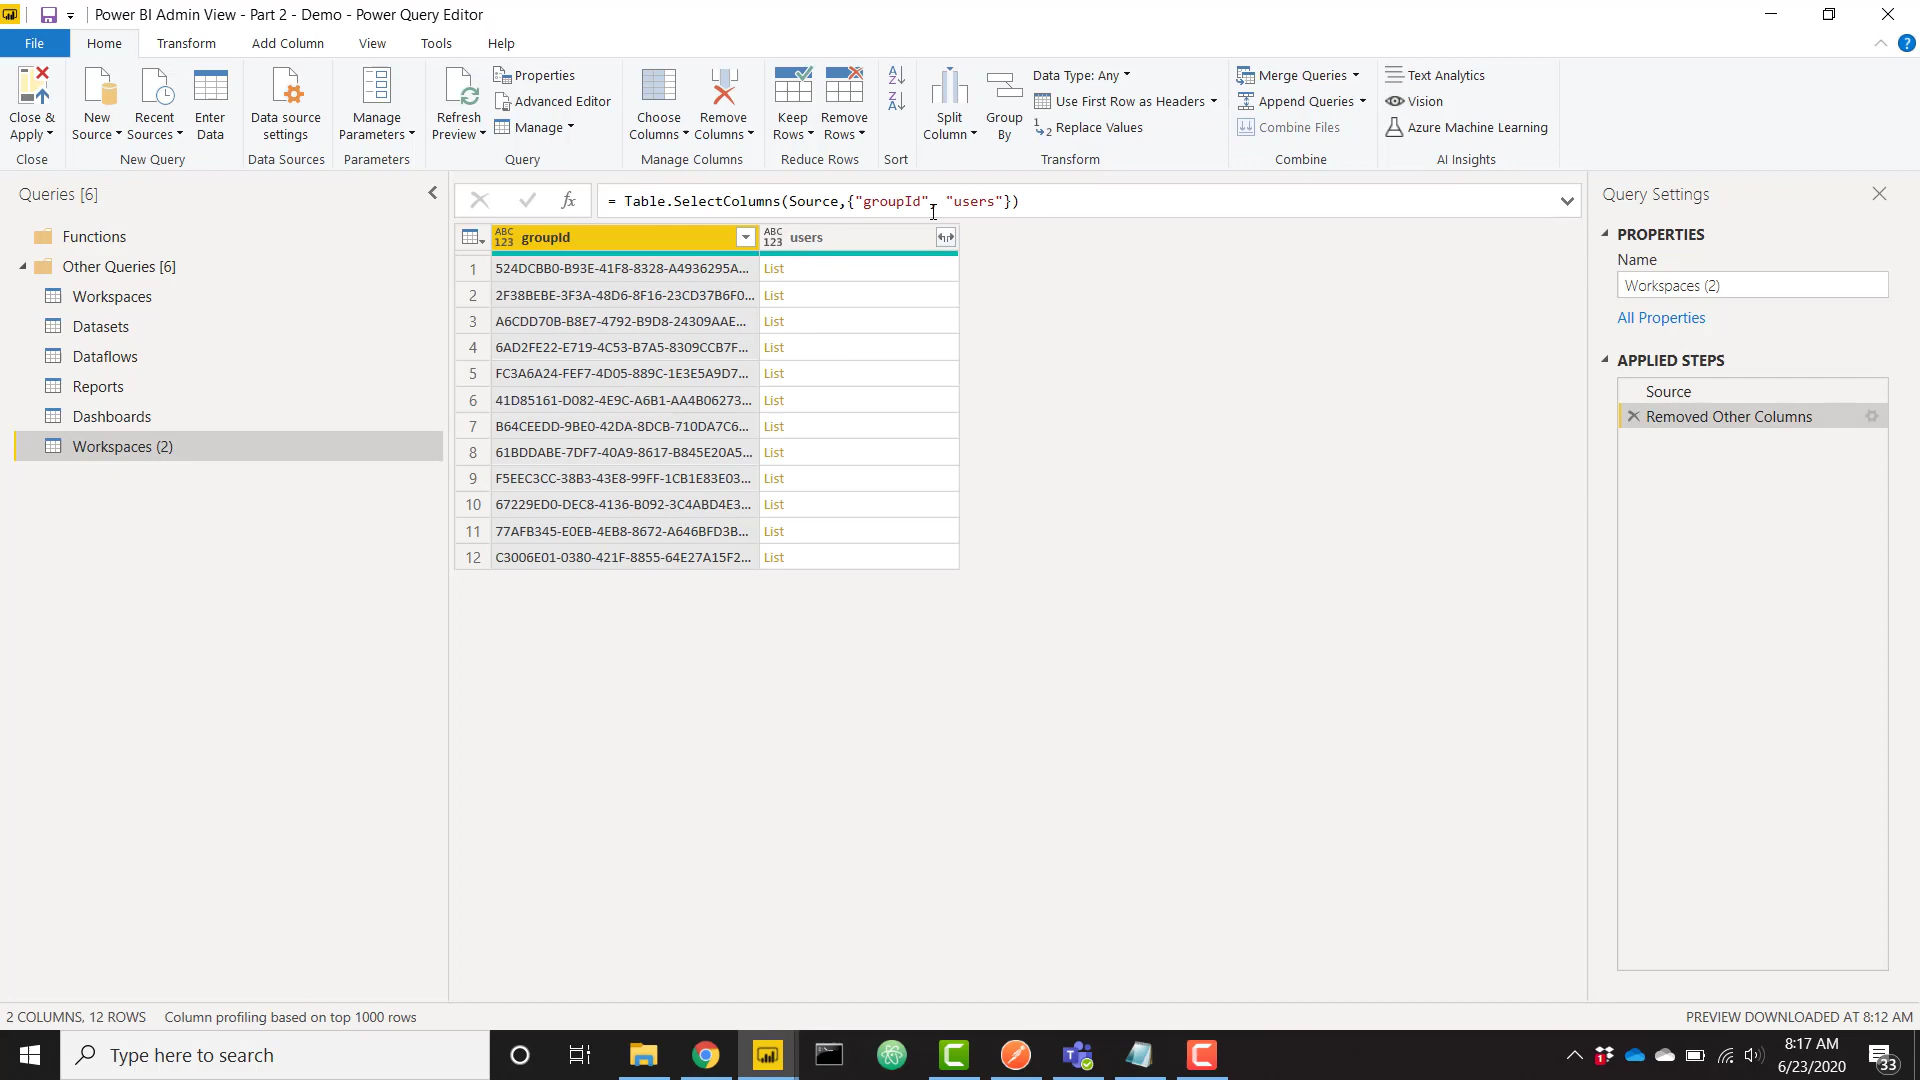 Power BI Admin View - Part 2 - Demo - Power Query Editor
File Home Transform Add Column View Tools Help
Close & Apply
Close
New Source
Recent Sources
Enter Data
New Query
Data source settings
Data Sources
Manage Parameters
Parameters
Refresh Preview
Properties
Advanced Editor
Manage
Query
Choose Columns
Remove Columns
Manage Columns
Keep Rows
Remove Rows
Reduce Rows
Sort
Split Column
Group By
Data Type: Any
Use First Row as Headers
Replace Values
Transform
Merge Queries
Append Queries
Combine Files
Combine
Text Analytics
Vision
Azure Machine Learning
AI Insights
Queries [6]
Functions
Other Queries [6]
Workspaces
Datasets
Dataflows
Reports
Dashboards
Workspaces (2)
fx
= Table.SelectColumns(Source,{"groupId", "users"})
ABC 123 groupId ABC 123 users
1 524DCBB0-B93E-41F8-8328-A4936295A... List
2 2F38BEBE-3F3A-48D6-8F16-23CD37B6F0... List
3 A6CDD70B-B8E7-4792-B9D8-24309AAE... List
4 6AD2FE22-E719-4C53-B7A5-8309CCB7F... List
5 FC3A6A24-FEF7-4D05-889C-1E3E5A9D7... List
6 41D85161-D082-4E9C-A6B1-AA4B06273... List
7 B64CEEDD-9BE0-42DA-8DCB-710DA7C6... List
8 61BDDABE-7DF7-40A9-8617-B845E20A5... List
9 F5EEC3CC-38B3-43E8-99FF-1CB1E83E03... List
10 67229ED0-DEC8-4136-B092-3C4ABD4E3... List
11 77AFB345-E0EB-4EB8-8672-A646BFD3B... List
12 C3006E01-0380-421F-8855-64E27A15F2... List
Query Settings
PROPERTIES
Name
Workspaces (2)
All Properties
APPLIED STEPS
Source
Removed Other Columns
2 COLUMNS, 12 ROWS Column profiling based on top 1000 rows
PREVIEW DOWNLOADED AT 8:12 AM
Type here to search
8:17 AM
6/23/2020
33